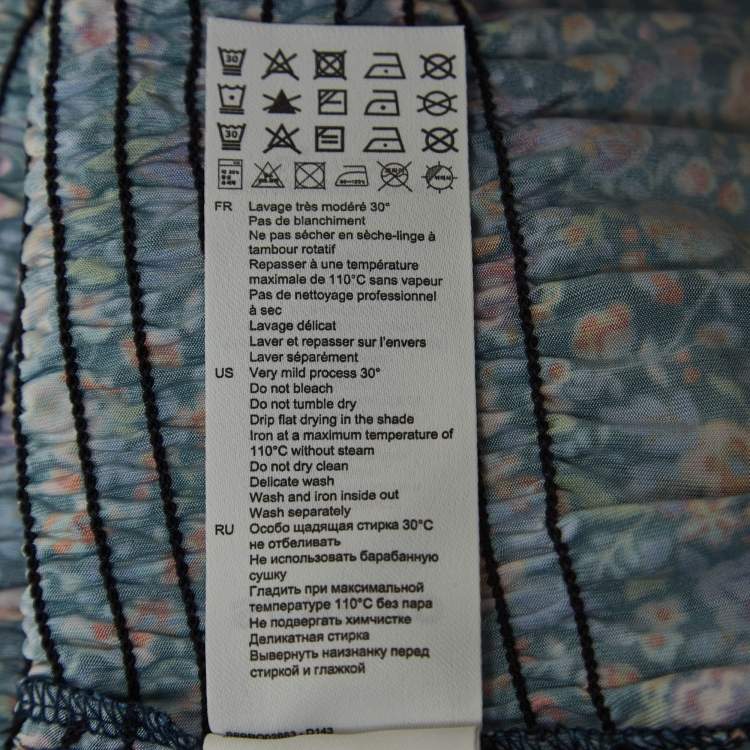 30
30
FR Lavage très modéré 30°
Pas de blanchiment
Ne pas sécher en sèche-linge à
tambour rotatif
Repasser à une température
maximale de 110°C sans vapeur
Pas de nettoyage professionnel
à sec
Lavage délicat
Laver et repasser sur l'envers
Laver séparément
US Very mild process 30°
Do not bleach
Do not tumble dry
Drip flat drying in the shade
Iron at a maximum temperature of
110°C without steam
Do not dry clean
Delicate wash
Wash and iron inside out
Wash separately
RU Особо щадящая стирка 30°C
не отбеливать
Не использовать барабанную
сушку
Гладить при максимальной
температуре 110°C без пара
Не подвергать химчистке
Деликатная стирка
Вывернуть наизнанку перед
стиркой и глажкой